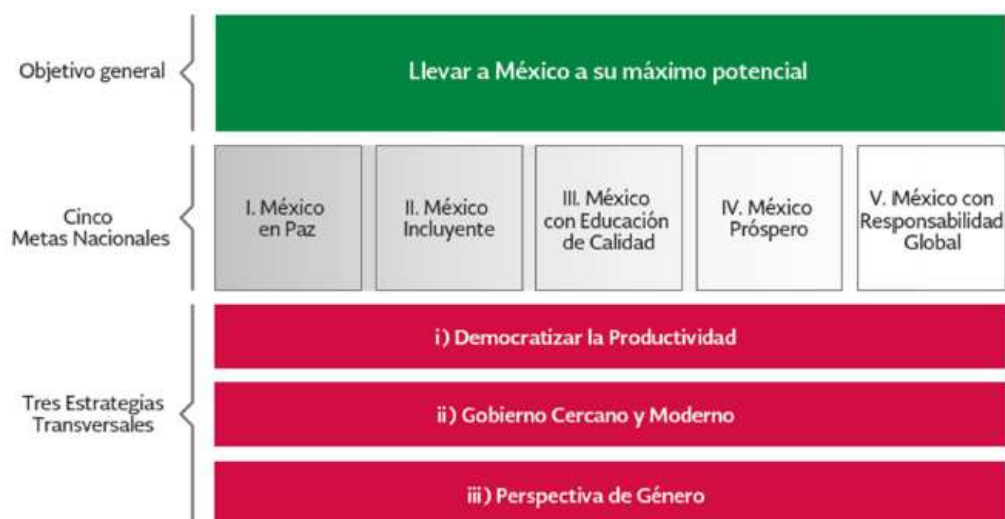 Objetivo general
Llevar a México a su máximo potencial
Cinco
Metas Nacionales
I. México
en Paz
II. México
Incluyente
III. México
con Educación
de Calidad
IV. México
Próspero
V. México con
Responsabilidad
Global
Tres Estrategias
Transversales
i) Democratizar la Productividad
ii) Gobierno Cercano y Moderno
iii) Perspectiva de Género